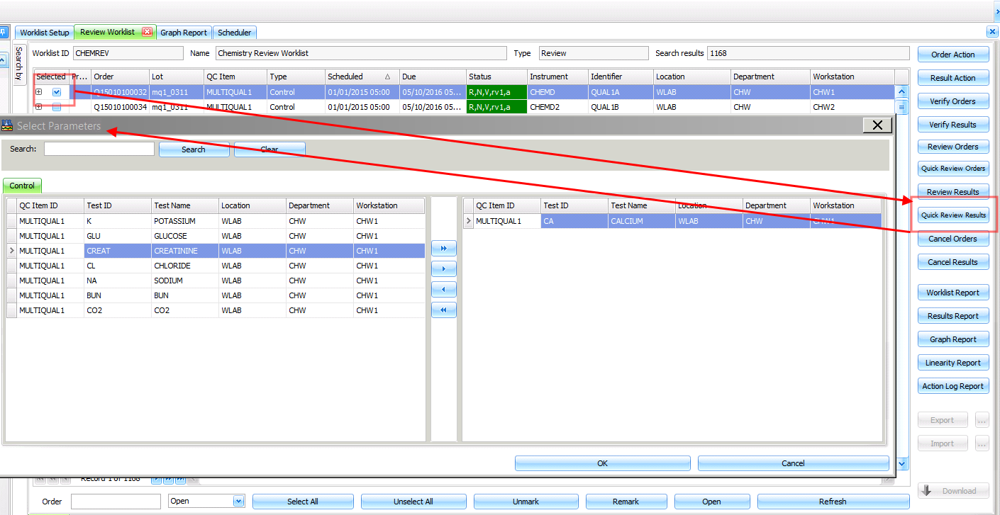 Worklist Setup Review Worklist Graph Report Scheduler
Search by
Worklist ID CHEMREV Name Chemistry Review Worklist Type Review Search results 1168
Selected Pr... Order Lot QC Item Type Scheduled Due Status Instrument Identifier Location Department Workstation
Q15010100032 mq1_0311 MULTIQUAL1 Control 01/01/2015 05:00 05/10/2016 05... R,N,V,rv1,a CHEMD QUAL1A WLAB CHW CHW1
Q15010100034 mq1_0311 MULTIQUAL1 Control 01/01/2015 05:00 05/10/2016 05... R,N,V,rv1,a CHEMD2 QUAL1B WLAB CHW CHW2
Select Parameters
Search: Search Clear
Control
QC Item ID Test ID Test Name Location Department Workstation
MULTIQUAL1 K POTASSIUM WLAB CHW CHW1
MULTIQUAL1 GLU GLUCOSE WLAB CHW CHW1
MULTIQUAL1 CREAT CREATININE WLAB CHW CHW1
MULTIQUAL1 CL CHLORIDE WLAB CHW CHW1
MULTIQUAL1 NA SODIUM WLAB CHW CHW1
MULTIQUAL1 BUN BUN WLAB CHW CHW1
MULTIQUAL1 CO2 CO2 WLAB CHW CHW1
QC Item ID Test ID Test Name Location Department Workstation
MULTIQUAL1 CA CALCIUM WLAB CHW CHW1
OK Cancel
Order Action
Result Action
Verify Orders
Verify Results
Review Orders
Quick Review Orders
Review Results
Quick Review Results
Cancel Orders
Cancel Results
Worklist Report
Results Report
Graph Report
Linearity Report
Action Log Report
Export ...
Import ...
Download
Record 1 of 1168
Order Open Select All Unselect All Unmark Remark Open Refresh